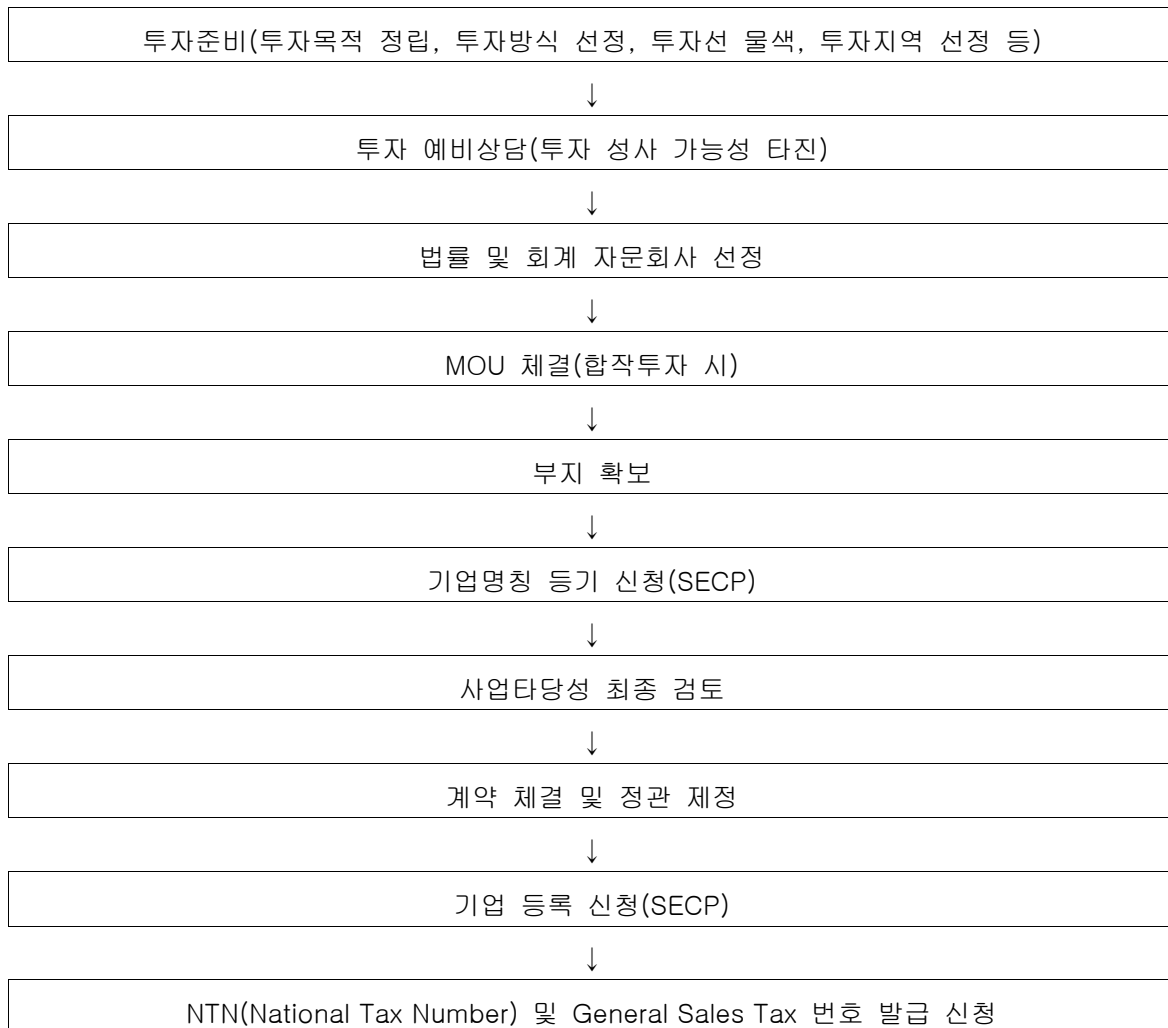 투자준비(투자목적 정립, 투자방식 선정, 투자선 물색, 투자지역 선정 등)
↓
투자 예비상담(투자 성사 가능성 타진)
↓
법률 및 회계 자문회사 선정
↓
MOU 체결(합작투자 시)
↓
부지 확보
↓
기업명칭 등기 신청(SECP)
↓
사업타당성 최종 검토
↓
계약 체결 및 정관 제정
↓
기업 등록 신청(SECP)
↓
NTN(National Tax Number) 및 General Sales Tax 번호 발급 신청